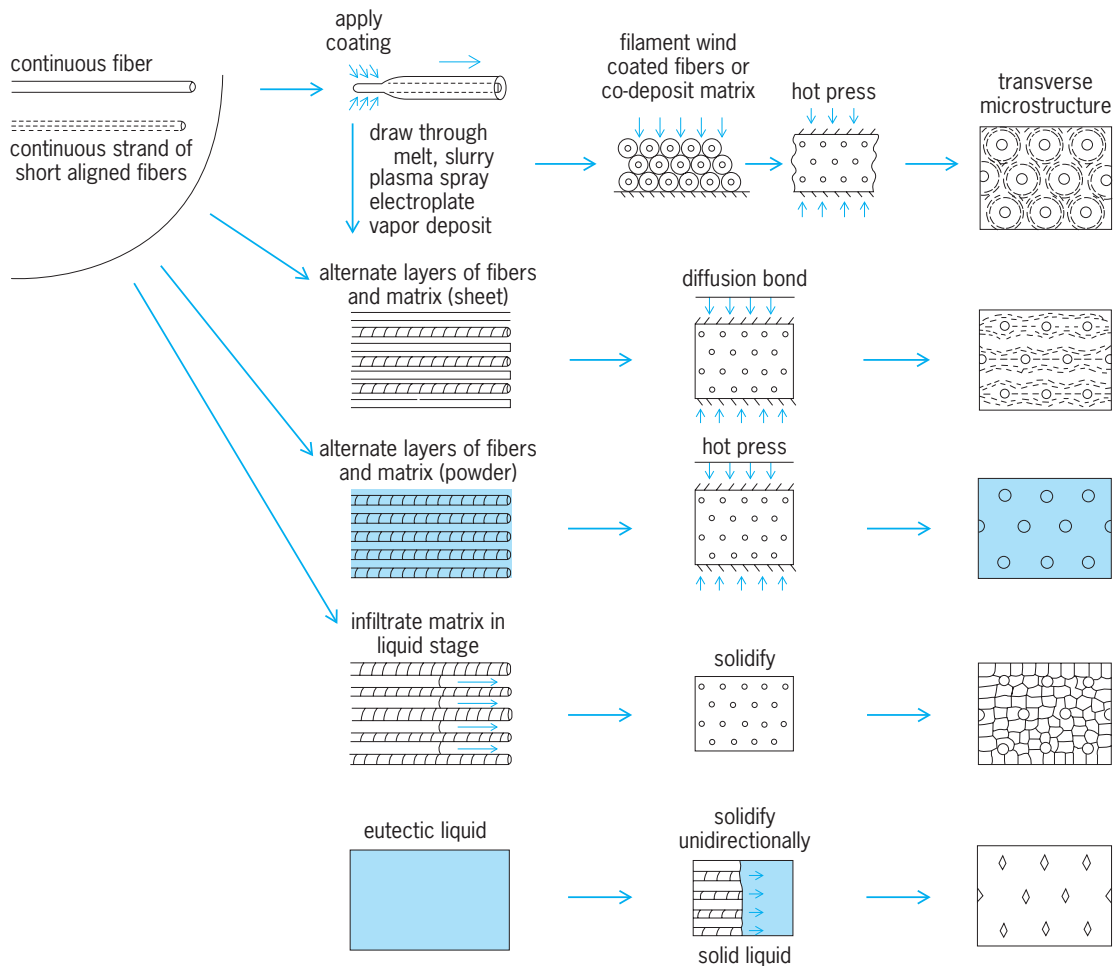 continuous fiber
continuous strand of
short aligned fibers
apply
coating
draw through
melt, slurry
plasma spray
electroplate
vapor deposit
filament wind
coated fibers or
co-deposit matrix
hot press
transverse
microstructure
alternate layers of fibers
and matrix (sheet)
diffusion bond
alternate layers of fibers
and matrix (powder)
hot press
infiltrate matrix in
liquid stage
solidify
eutectic liquid
solidify
unidirectionally
solid liquid